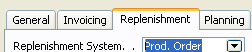 General Invoicing Replenishment Planning
Replenishment System. . Prod. Order